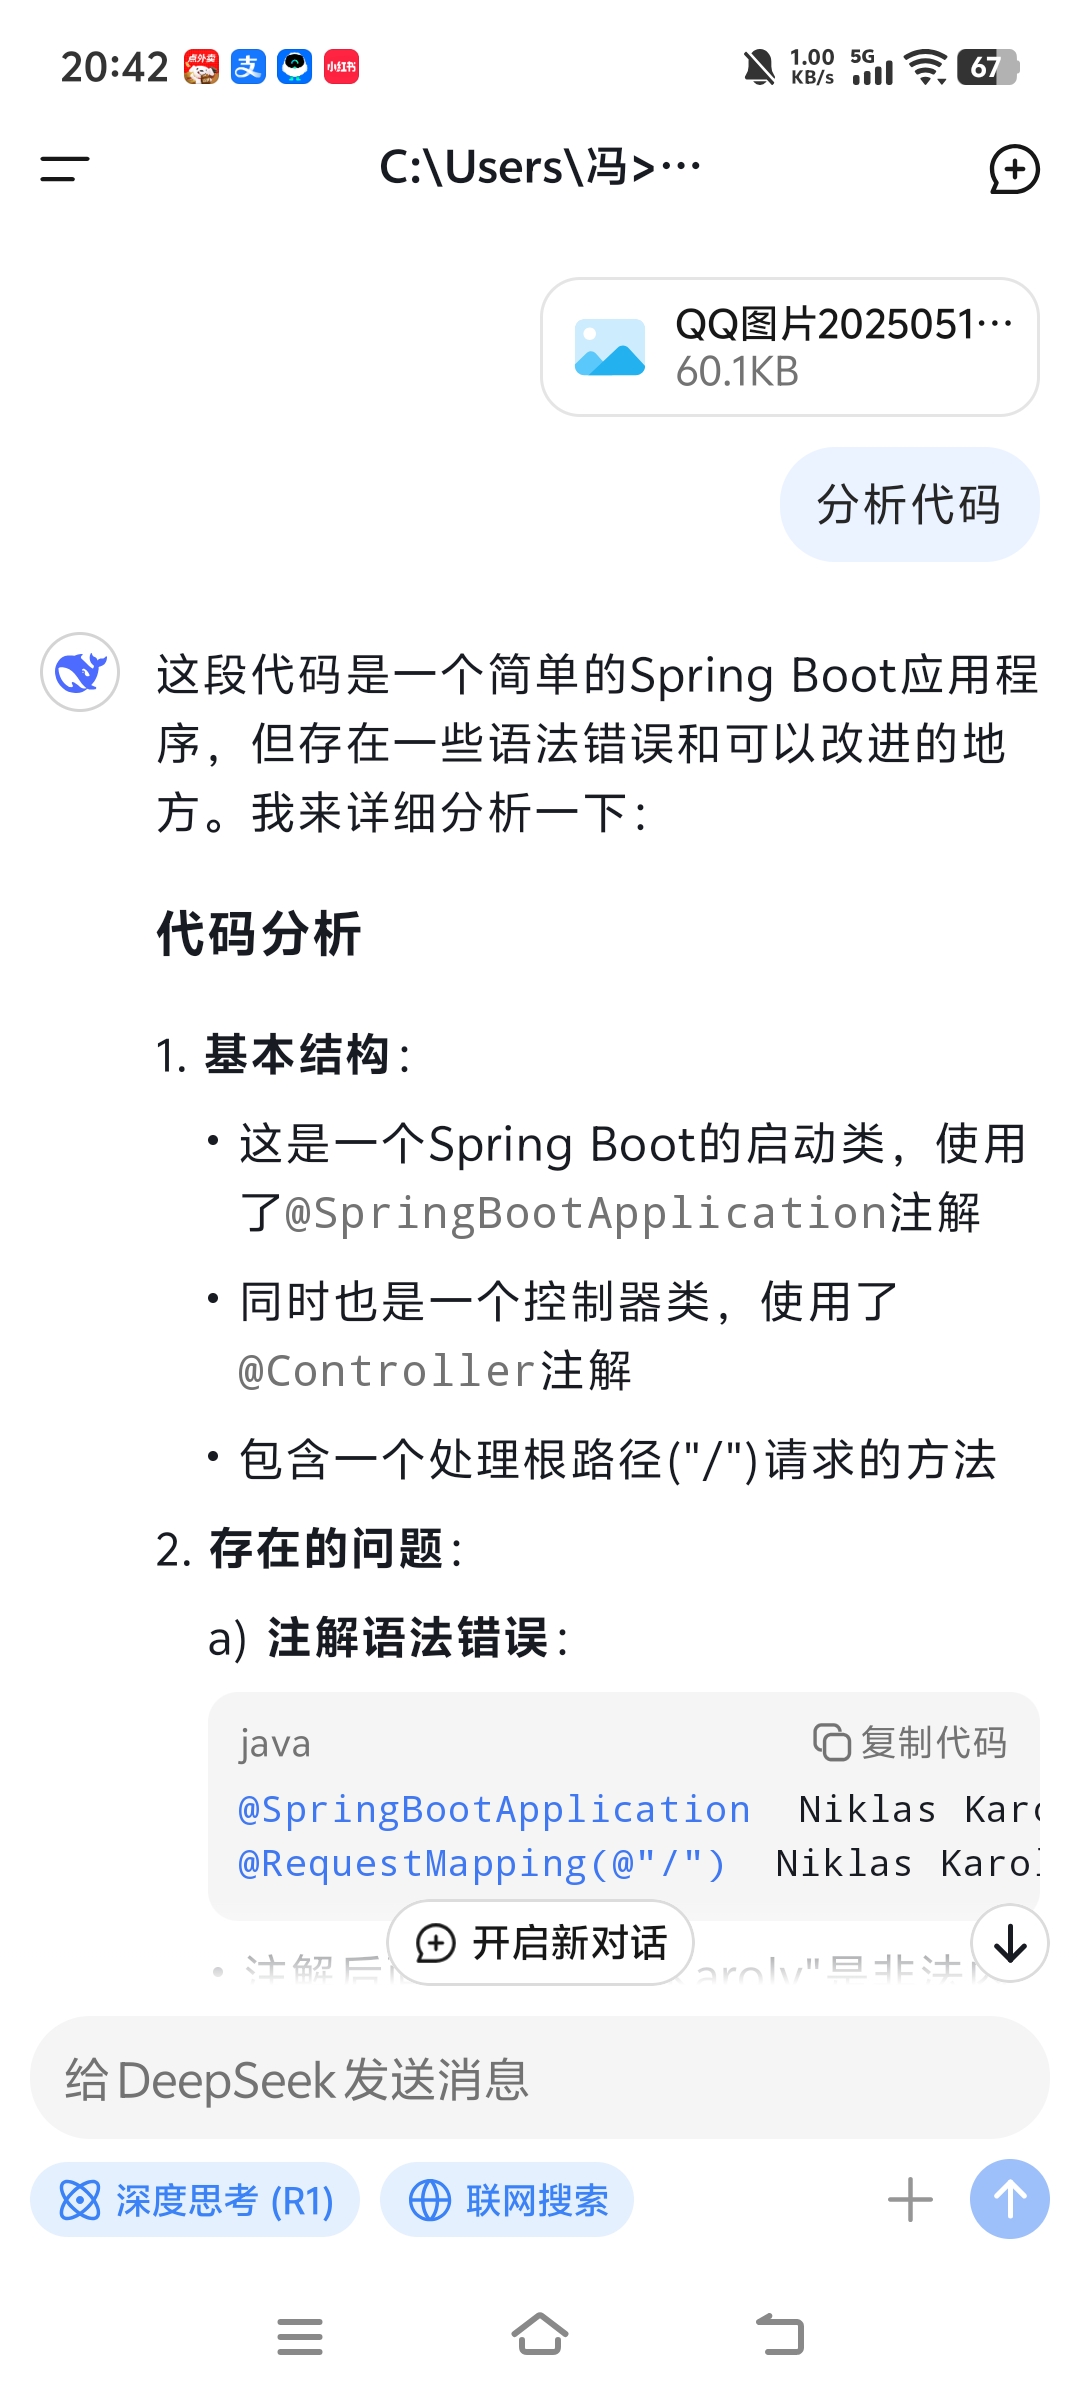 20:42 点外卖 支 小红书 1.00 KB/s 5G 67
C:\Users\冯>…
QQ图片2025051…
60.1KB
分析代码
这段代码是一个简单的Spring Boot应用程
序，但存在一些语法错误和可以改进的地
方。我来详细分析一下：
代码分析
1. 基本结构：
• 这是一个Spring Boot的启动类，使用
了@SpringBootApplication注解
• 同时也是一个控制器类，使用了
@Controller注解
• 包含一个处理根路径("/")请求的方法
2. 存在的问题：
a) 注解语法错误：
java 复制代码
@SpringBootApplication Niklas Karo
@RequestMapping(@"/") Niklas Karol
开启新对话
• 注解后 aroly"是非法
给 DeepSeek 发送消息
深度思考 (R1) 联网搜索